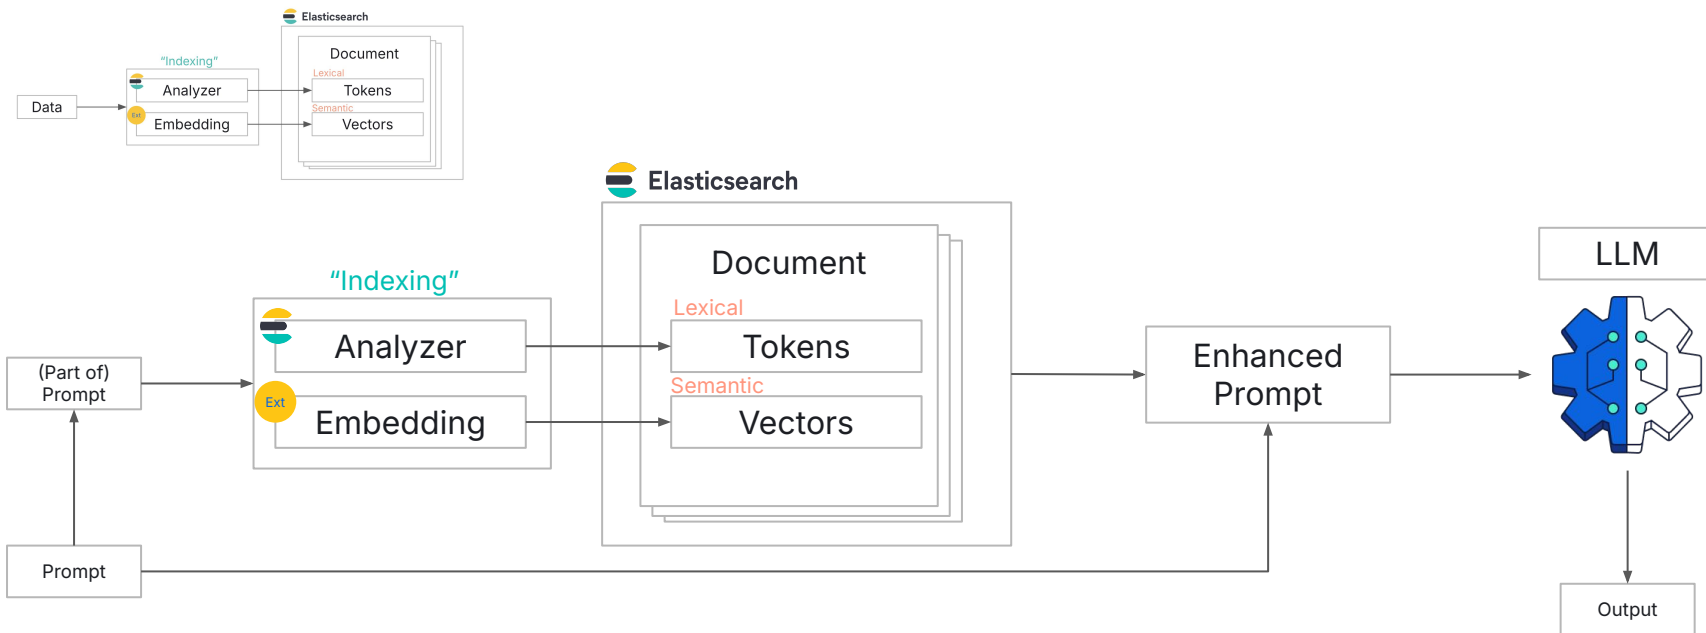 Elasticsearch
Document
"Indexing"
Lexical
Analyzer
Tokens
Data
Semantic
Ext
Embedding
Vectors
Elasticsearch
LLM
Document
“Indexing”
Lexical
Analyzer
Tokens
Enhanced
Prompt
(Part of)
Prompt
Semantic
Ext
Embedding
Vectors
Prompt
Output